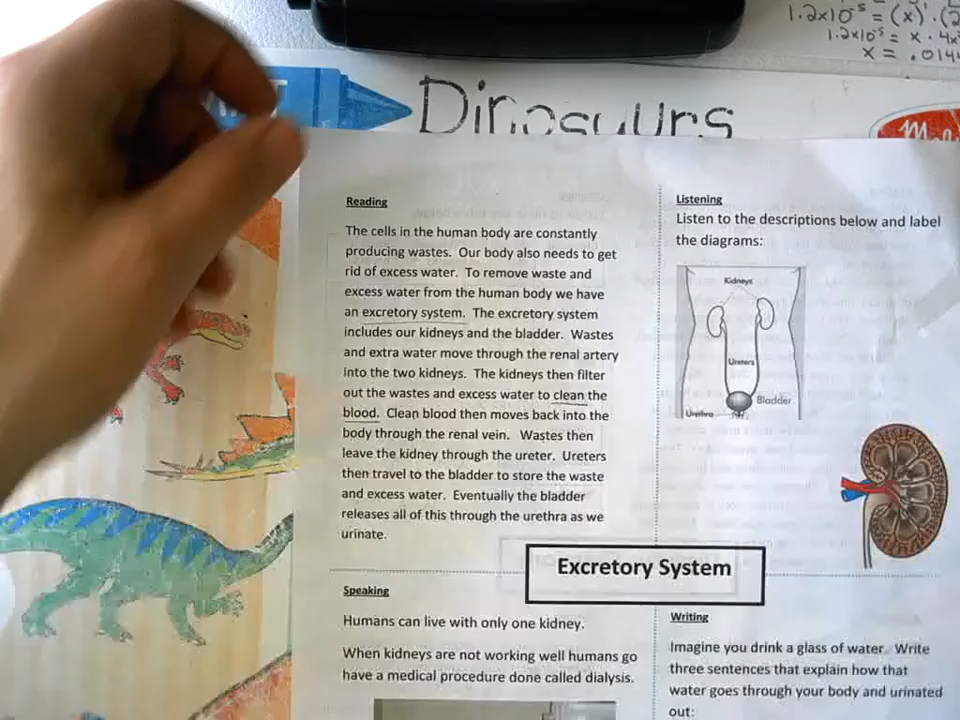 1.2x10⁻⁵ = (x)
1.2x10⁻⁵ = x · 4x
x = .014
Dinosaurs
Reading
The cells in the human body are constantly
producing wastes. Our body also needs to get
rid of excess water. To remove waste and
excess water from the human body we have
an excretory system. The excretory system
includes our kidneys and the bladder. Wastes
and extra water move through the renal artery
into the two kidneys. The kidneys then filter
out the wastes and excess water to clean the
blood. Clean blood then moves back into the
body through the renal vein. Wastes then
leave the kidney through the ureter. Ureters
then travel to the bladder to store the waste
and excess water. Eventually the bladder
releases all of this through the urethra as we
urinate.
Listening
Listen to the descriptions below and label
the diagrams:
Kidneys
Ureters
Bladder
Urethra
Excretory System
Speaking
Humans can live with only one kidney.
When kidneys are not working well humans go
have a medical procedure done called dialysis.
Writing
Imagine you drink a glass of water. Write
three sentences that explain how that
water goes through your body and urinated
out: